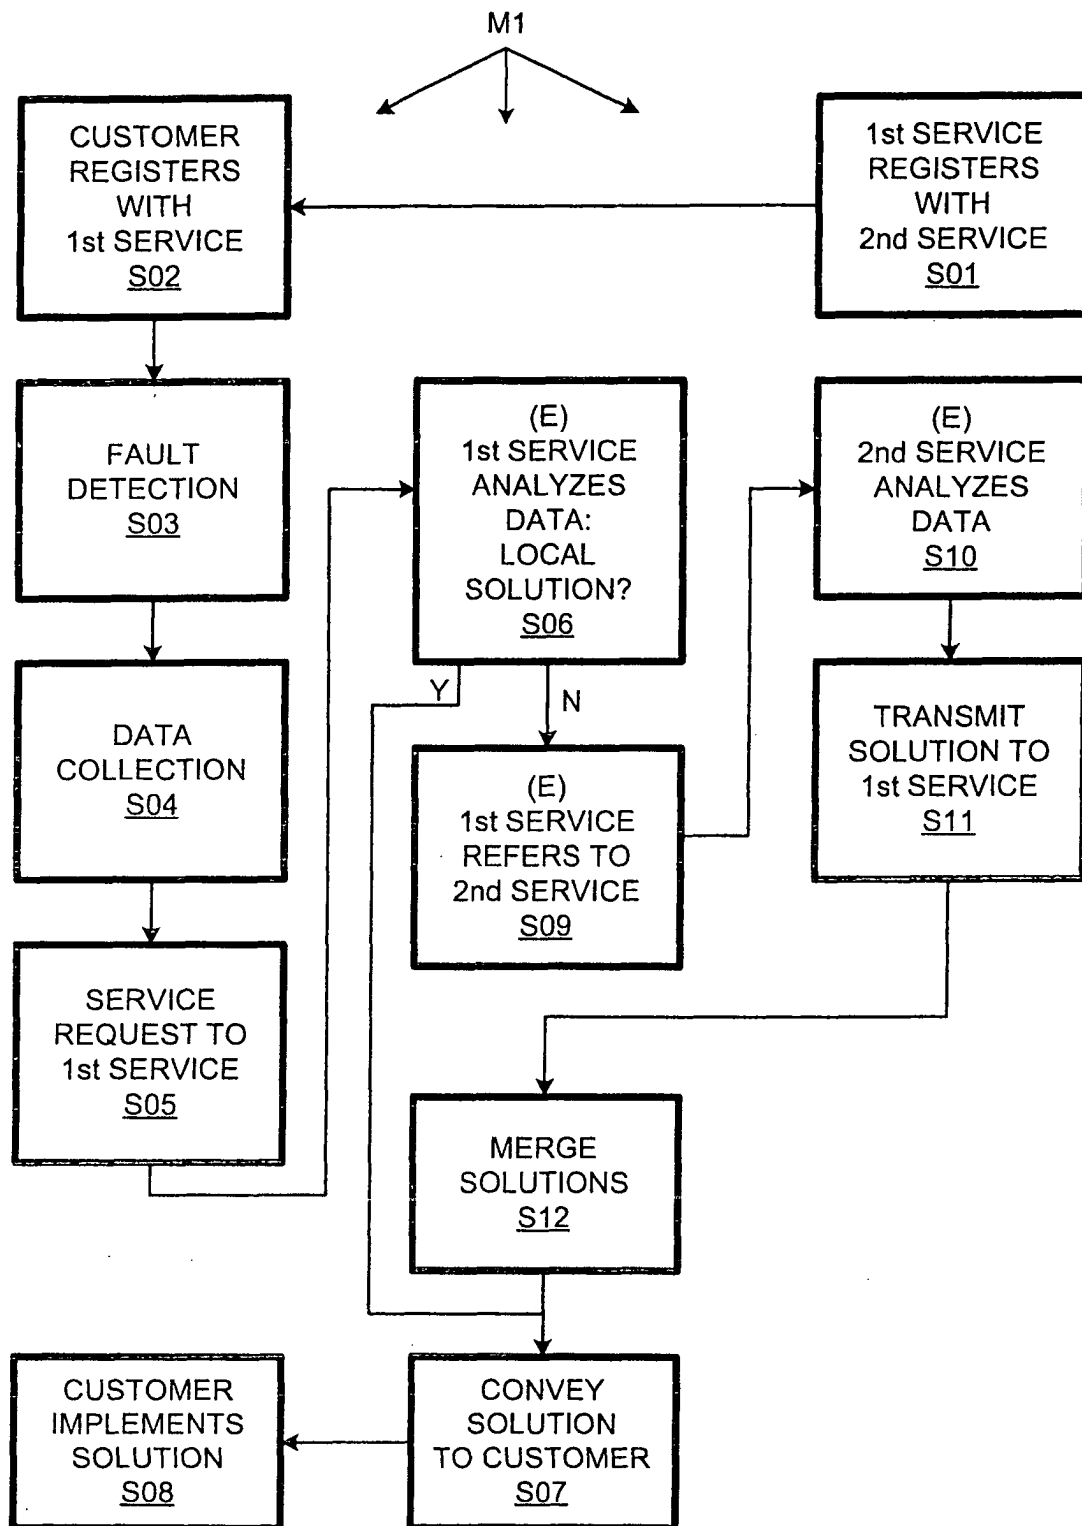 M1
CUSTOMER
REGISTERS
WITH
1st SERVICE
S02
1st SERVICE
REGISTERS
WITH
2nd SERVICE
S01
FAULT
DETECTION
S03
(E)
1st SERVICE
ANALYZES
DATA:
LOCAL
SOLUTION?
S06
(E)
2nd SERVICE
ANALYZES
DATA
S10
Y
N
DATA
COLLECTION
S04
(E)
1st SERVICE
REFERS TO
2nd SERVICE
S09
TRANSMIT
SOLUTION TO
1st SERVICE
S11
SERVICE
REQUEST TO
1st SERVICE
S05
MERGE
SOLUTIONS
S12
CUSTOMER
IMPLEMENTS
SOLUTION
S08
CONVEY
SOLUTION
TO CUSTOMER
S07